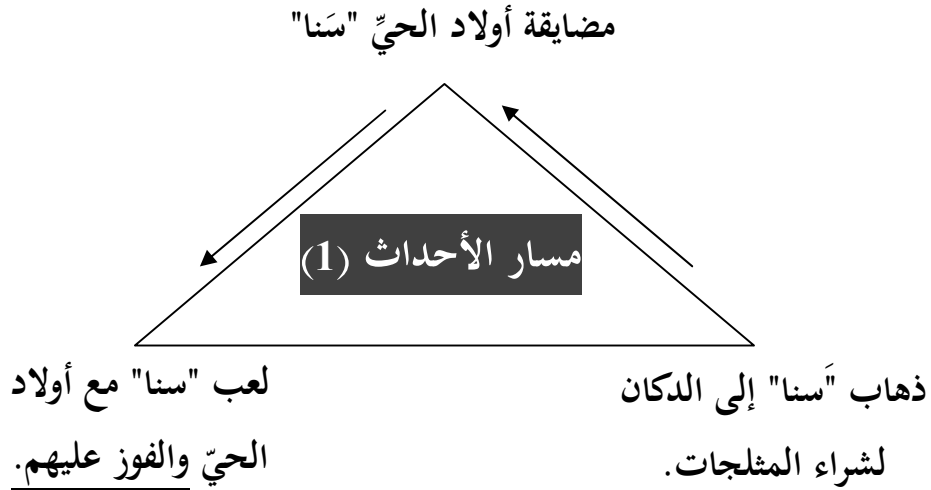 مضايقة أولاد الحيِّ "سَنا"
مسار الأحداث (1)
ذهاب "َسنا" إلى الدكان
لشراء المثلجات.
لعب "سنا" مع أولاد
الحيّ والفوز عليهم.